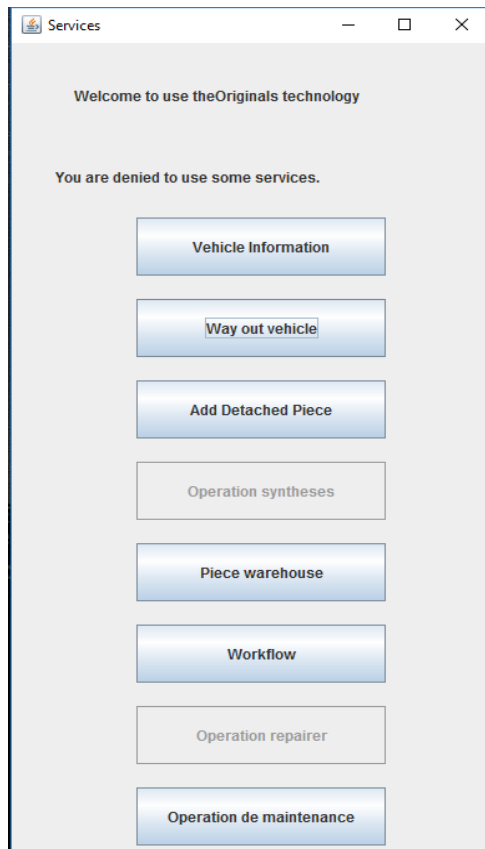 Services
Welcome to use theOriginals technology
You are denied to use some services.
Vehicle Information
Way out vehicle
Add Detached Piece
Operation syntheses
Piece warehouse
Workflow
Operation repairer
Operation de maintenance